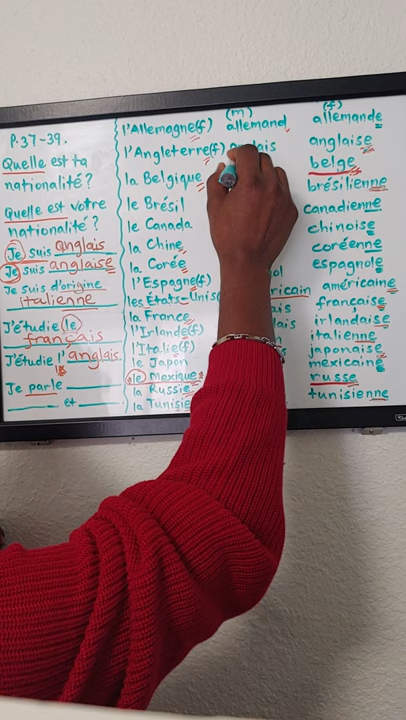 P.37-39.
Quelle est ta
nationalité?
Quelle est votre
nationalité?
Je suis anglais
Je suis anglaise
Je suis d'origine
italienne
J'étudie le
français
J'étudie l'anglais.
Je parle
et
(m) (f)
l'Allemagne(f) allemand, allemande
l'Angleterre(f) anglaise
la Belgique belge
le Brésil brésilienne
le Canada canadienne
la Chine chinoise
la Corée coréenne
l'Espagne(f) espagnole
les États-Unis américaine
la France française
l'Irlande(f) irlandaise
l'Italie(f) italienne
le Japon japonaise
le mexique mexicaine
la Russie russe
la Tunisie tunisienne